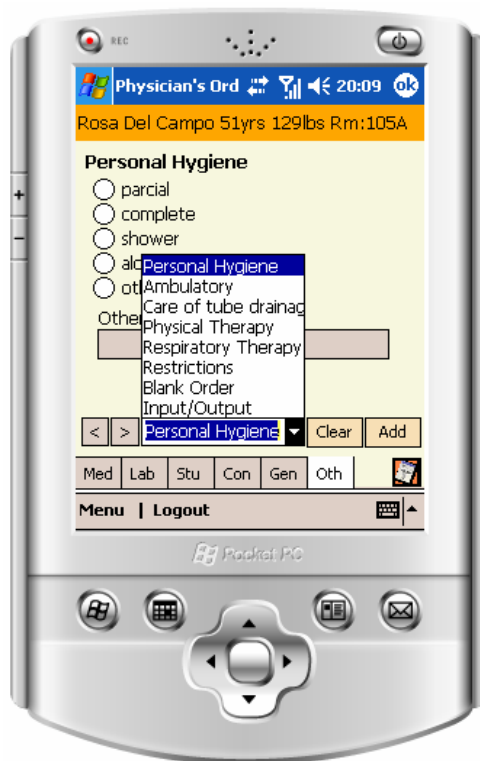 REC
Physician's Ord 20:09 ok
Rosa Del Campo 51yrs 129lbs Rm:105A
Personal Hygiene
parcial
complete
shower
Personal Hygiene
Ambulatory
Care of tube drainag
Physical Therapy
Respiratory Therapy
Restrictions
Blank Order
Input/Output
Other
< > Personal Hygiene Clear Add
Med Lab Stu Con Gen Oth
Menu | Logout
Pocket PC
+
-